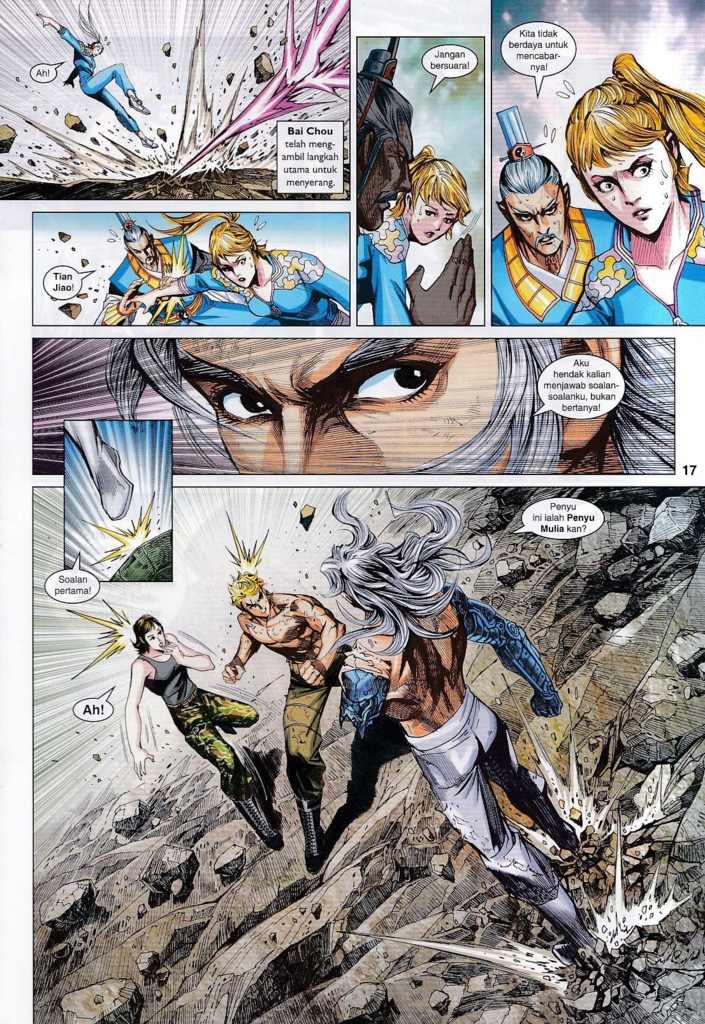 Ah!
Bai Chou
telah meng-
ambil langkah
utama untuk
menyerang.
Jangan
bersuara!
Kita tidak
berdaya untuk
mencabar-
nya!
Tian
Jiao!
Aku
hendak kalian
menjawab soalan-
soalanku, bukan
bertanya!
17
Soalan
pertama!
Penyu
ini ialah Penyu
Mulia kan?
Ah!